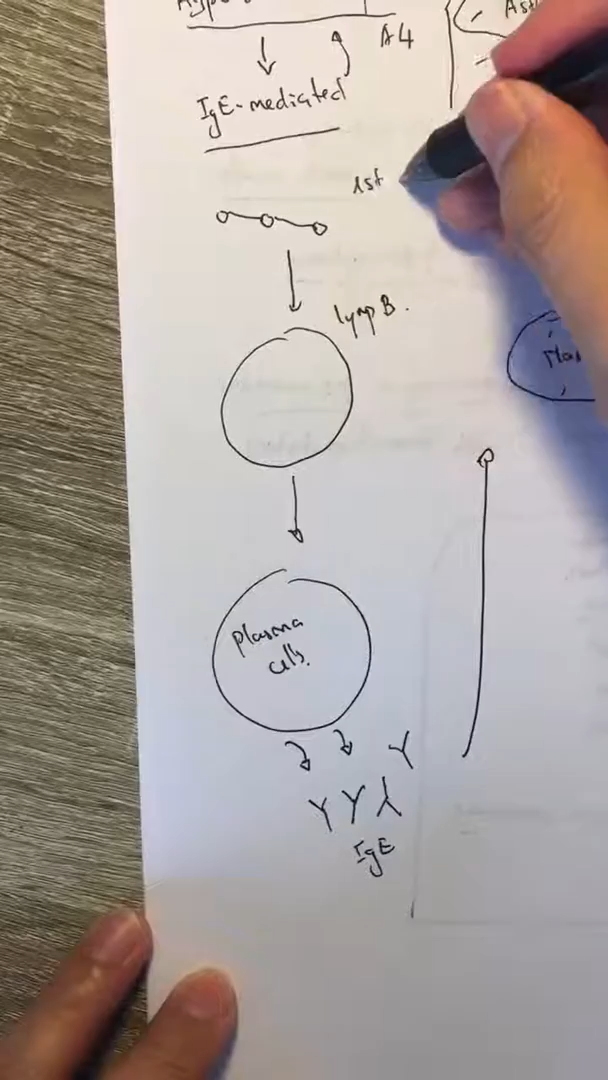 A4
IgE-mediated
1st
lymp B.
plasma
cells.
IgE